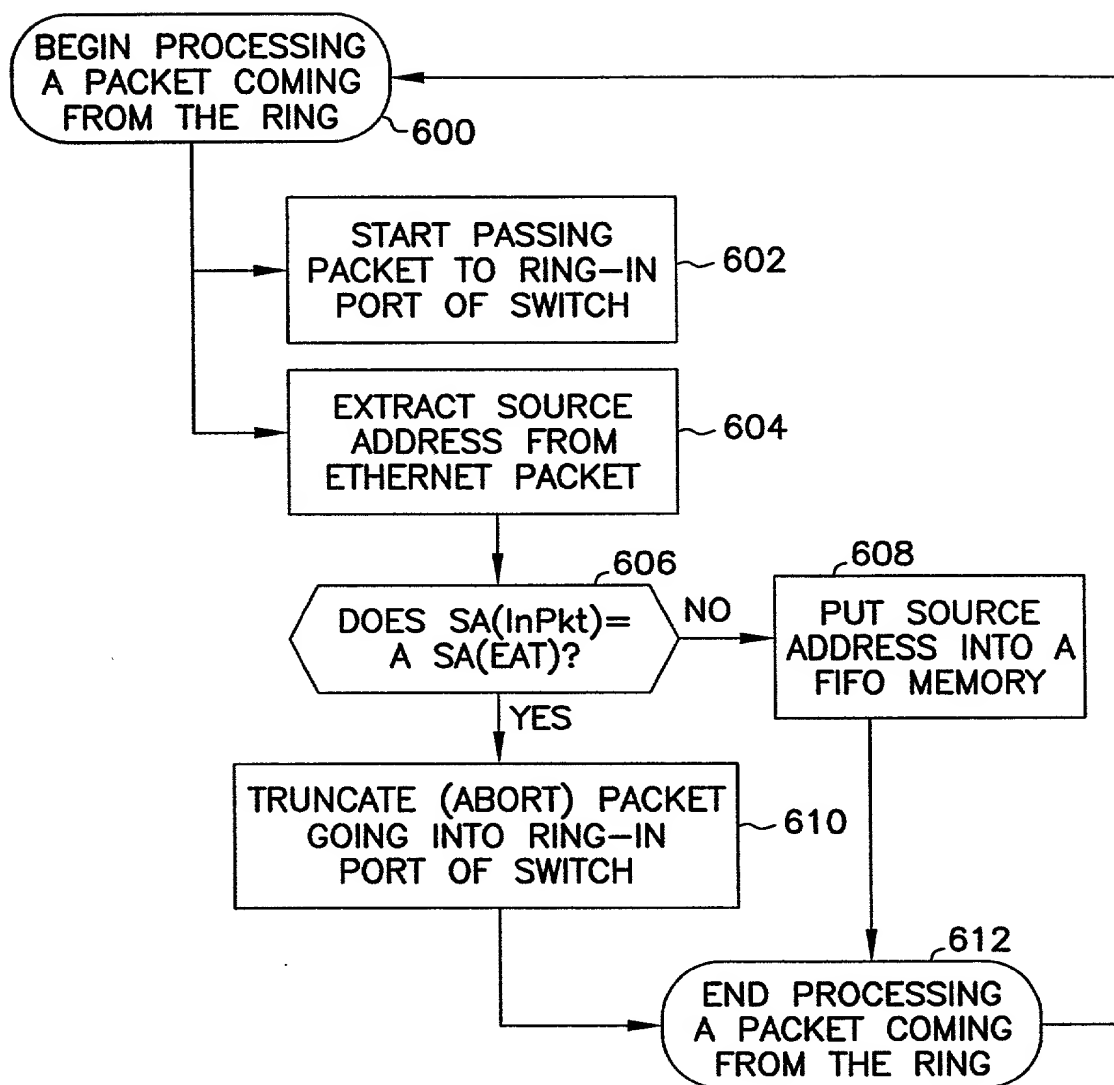 BEGIN PROCESSING
A PACKET COMING
FROM THE RING
600
START PASSING
PACKET TO RING-IN
PORT OF SWITCH
602
EXTRACT SOURCE
ADDRESS FROM
ETHERNET PACKET
604
606
DOES SA(InPkt)=
A SA(EAT)?
NO
608
PUT SOURCE
ADDRESS INTO A
FIFO MEMORY
YES
TRUNCATE (ABORT) PACKET
GOING INTO RING-IN
PORT OF SWITCH
610
612
END PROCESSING
A PACKET COMING
FROM THE RING